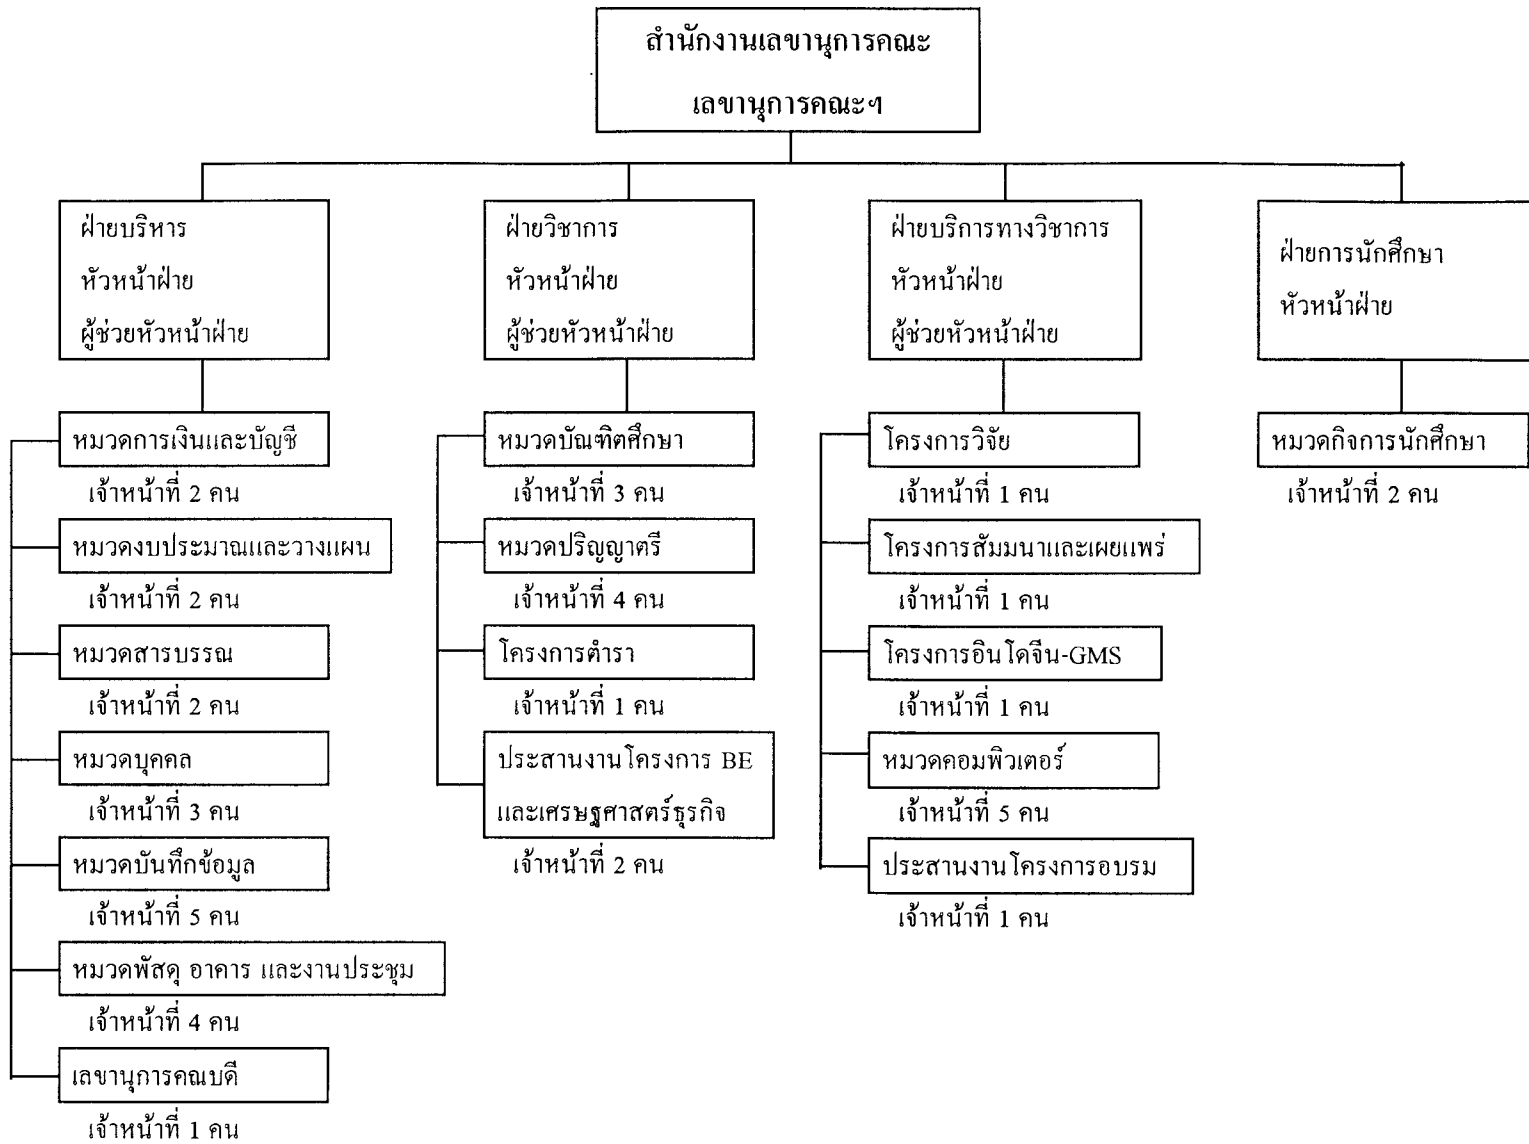 สำนักงานเลขานุการคณะ
เลขานุการคณะฯ
ฝ่ายบริหาร
หัวหน้าฝ่าย
ผู้ช่วยหัวหน้าฝ่าย
หมวดการเงินและบัญชี
เจ้าหน้าที่ 2 คน
หมวดงบประมาณและวางแผน
เจ้าหน้าที่ 2 คน
หมวดสารบรรณ
เจ้าหน้าที่ 2 คน
หมวดบุคคล
เจ้าหน้าที่ 3 คน
หมวดบันทึกข้อมูล
เจ้าหน้าที่ 5 คน
หมวดพัสดุ อาคาร และงานประชุม
เจ้าหน้าที่ 4 คน
เลขานุการคณบดี
เจ้าหน้าที่ 1 คน
ฝ่ายวิชาการ
หัวหน้าฝ่าย
ผู้ช่วยหัวหน้าฝ่าย
หมวดบัณฑิตศึกษา
เจ้าหน้าที่ 3 คน
หมวดปริญญาตรี
เจ้าหน้าที่ 4 คน
โครงการตำรา
เจ้าหน้าที่ 1 คน
ประสานงานโครงการ BE
และเศรษฐศาสตร์ธุรกิจ
เจ้าหน้าที่ 2 คน
ฝ่ายบริการทางวิชาการ
หัวหน้าฝ่าย
ผู้ช่วยหัวหน้าฝ่าย
โครงการวิจัย
เจ้าหน้าที่ 1 คน
โครงการสัมมนาและเผยแพร่
เจ้าหน้าที่ 1 คน
โครงการอินโดจีน-GMS
เจ้าหน้าที่ 1 คน
หมวดคอมพิวเตอร์
เจ้าหน้าที่ 5 คน
ประสานงานโครงการอบรม
เจ้าหน้าที่ 1 คน
ฝ่ายการนักศึกษา
หัวหน้าฝ่าย
หมวดกิจการนักศึกษา
เจ้าหน้าที่ 2 คน